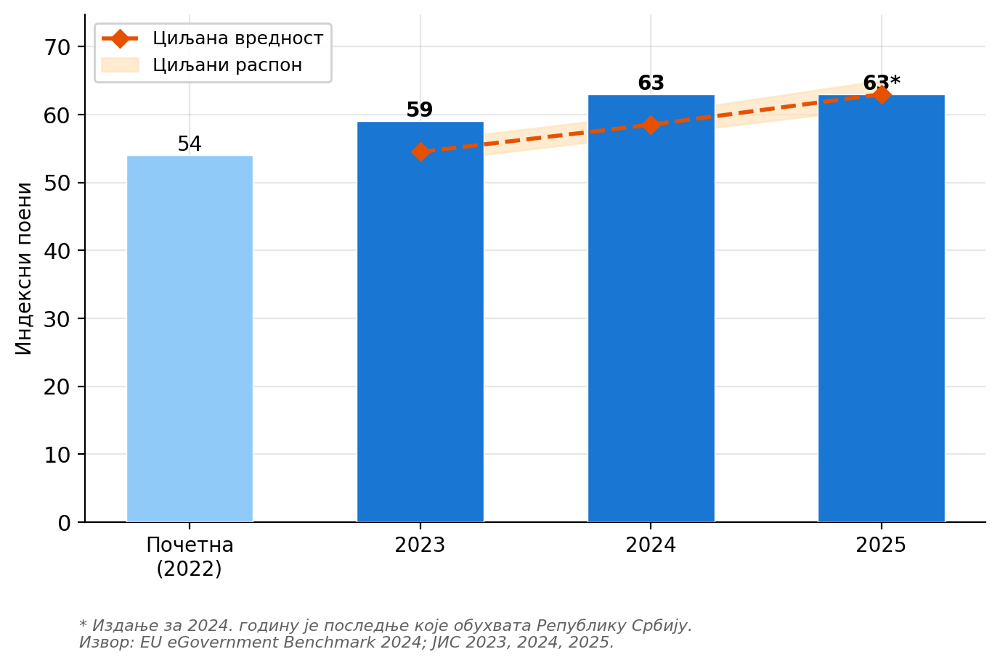 Циљана вредност
Циљани распон
Индексни поени
70
60
50
40
30
20
10
0
54
59
63
63*
Почетна
(2022)
2023
2024
2025
* Издање за 2024. годину је последње које обухвата Републику Србију.
Извор: EU eGovernment Benchmark 2024; ЈИС 2023, 2024, 2025.